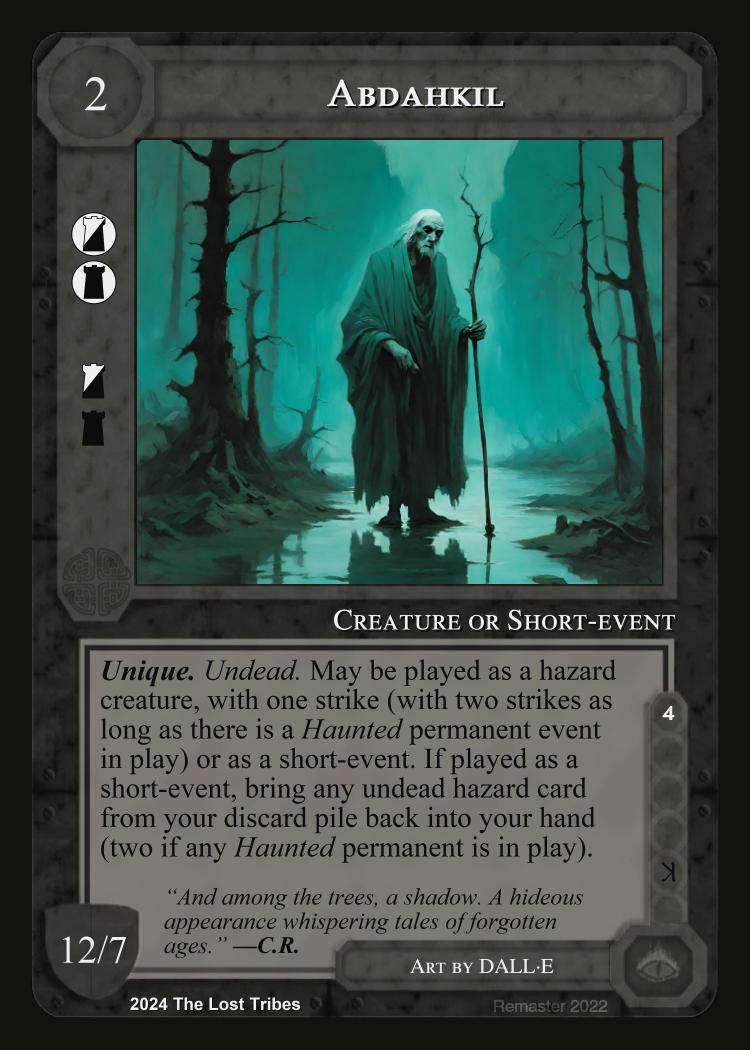 2
ABDAHKIL
CREATURE OR SHORT-EVENT
Unique. Undead. May be played as a hazard
creature, with one strike (with two strikes as
long as there is a Haunted permanent event
in play) or as a short-event. If played as a
short-event, bring any undead hazard card
from your discard pile back into your hand
(two if any Haunted permanent is in play).
4
“And among the trees, a shadow. A hideous
appearance whispering tales of forgotten
ages.” —C.R.
12/7
ART BY DALL·E
2024 The Lost Tribes
Remaster 2022